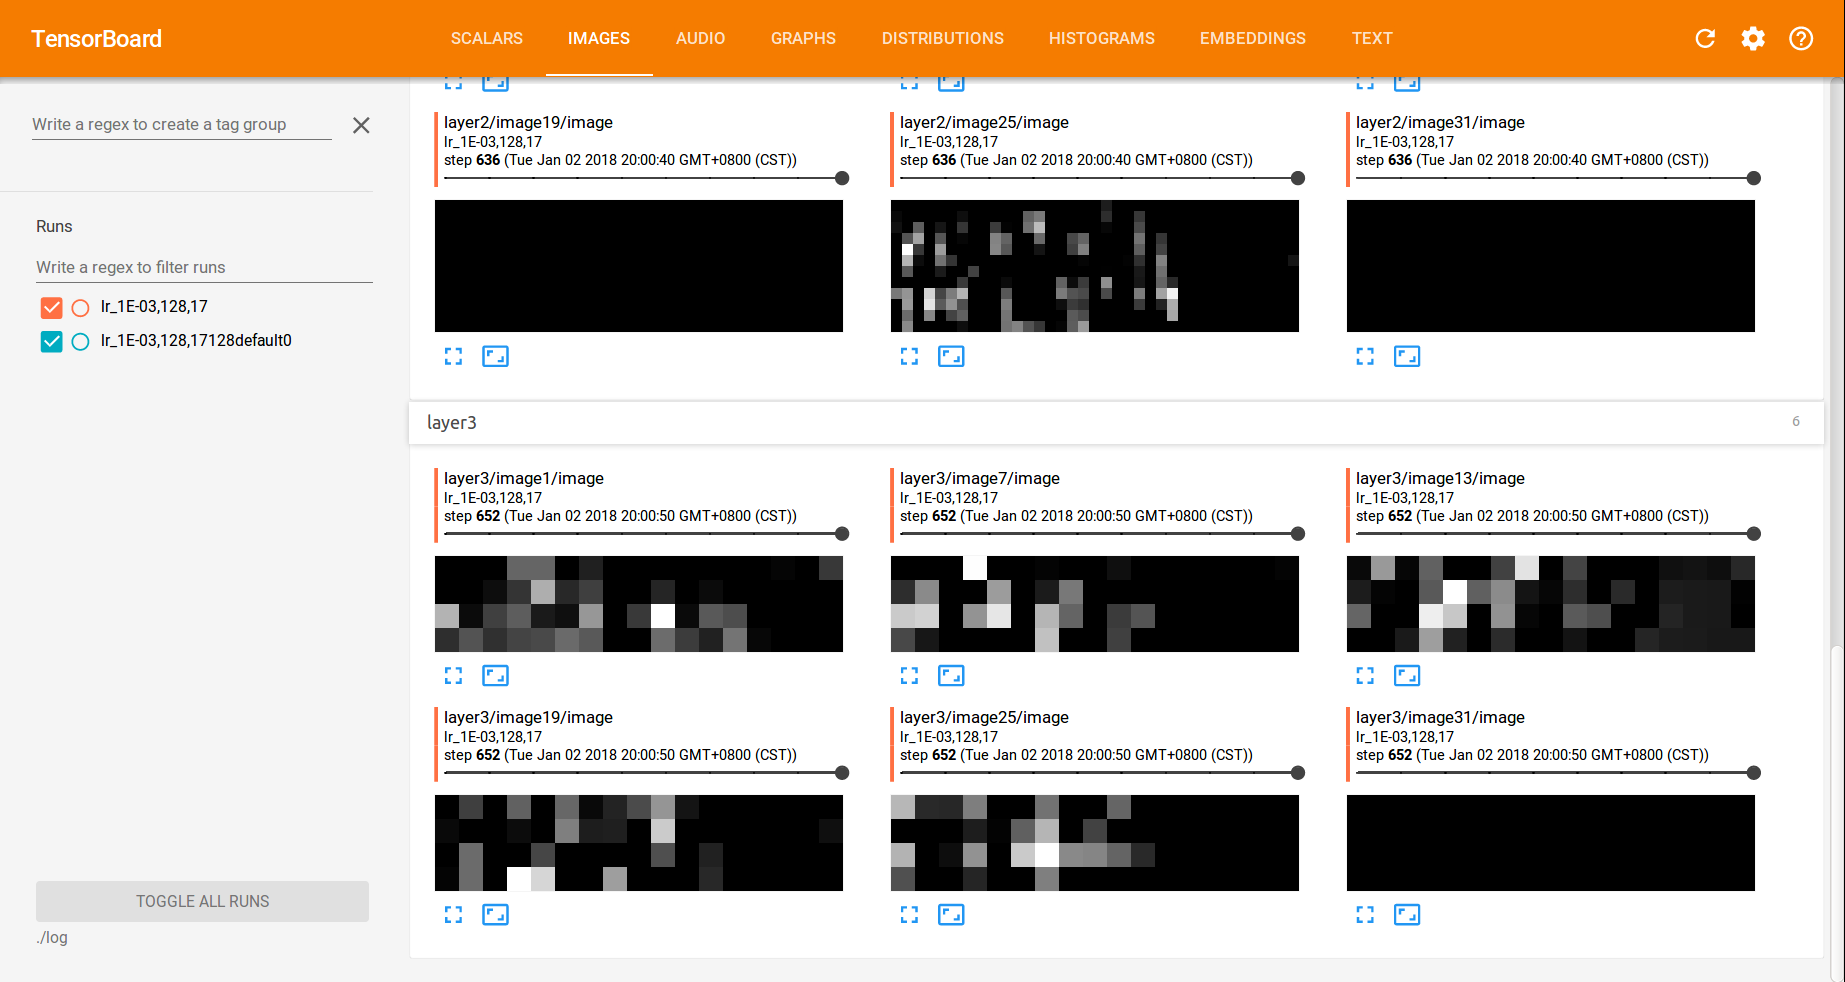 TensorBoard
SCALARS IMAGES AUDIO GRAPHS DISTRIBUTIONS HISTOGRAMS EMBEDDINGS TEXT
Write a regex to create a tag group
Runs
Write a regex to filter runs
lr_1E-03,128,17
lr_1E-03,128,17128default0
TOGGLE ALL RUNS
./log
layer2/image19/image
lr_1E-03,128,17
step 636 (Tue Jan 02 2018 20:00:40 GMT+0800 (CST))
layer2/image25/image
lr_1E-03,128,17
step 636 (Tue Jan 02 2018 20:00:40 GMT+0800 (CST))
layer2/image31/image
lr_1E-03,128,17
step 636 (Tue Jan 02 2018 20:00:40 GMT+0800 (CST))
layer3 6
layer3/image1/image
lr_1E-03,128,17
step 652 (Tue Jan 02 2018 20:00:50 GMT+0800 (CST))
layer3/image7/image
lr_1E-03,128,17
step 652 (Tue Jan 02 2018 20:00:50 GMT+0800 (CST))
layer3/image13/image
lr_1E-03,128,17
step 652 (Tue Jan 02 2018 20:00:50 GMT+0800 (CST))
layer3/image19/image
lr_1E-03,128,17
step 652 (Tue Jan 02 2018 20:00:50 GMT+0800 (CST))
layer3/image25/image
lr_1E-03,128,17
step 652 (Tue Jan 02 2018 20:00:50 GMT+0800 (CST))
layer3/image31/image
lr_1E-03,128,17
step 652 (Tue Jan 02 2018 20:00:50 GMT+0800 (CST))